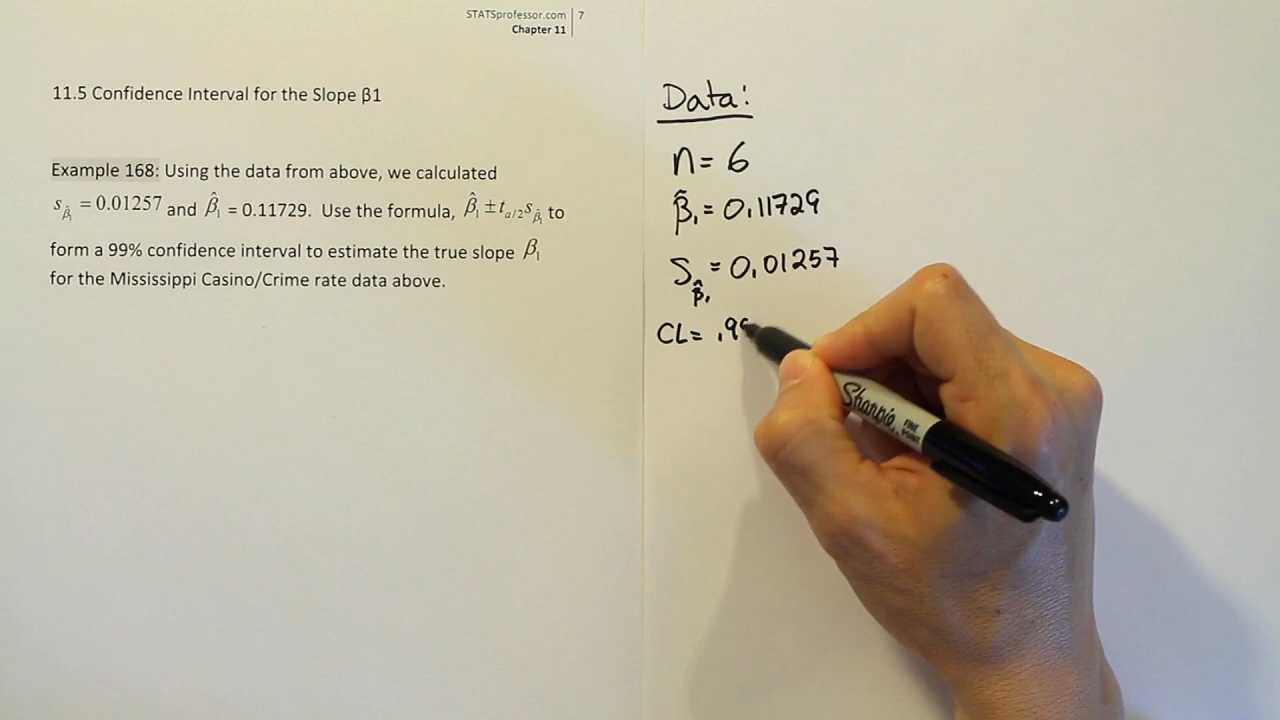 STATSprofessor.com | 7
Chapter 11
11.5 Confidence Interval for the Slope β1
Example 168: Using the data from above, we calculated
s_β̂₁ = 0.01257 and β̂₁ = 0.11729. Use the formula, β̂₁ ± t_{a/2}s_β̂₁ to
form a 99% confidence interval to estimate the true slope β₁
for the Mississippi Casino/Crime rate data above.
Data:
n = 6
β̂₁ = 0.11729
S_β̂₁ = 0.01257
CL = .99
Sharpie
FINE POINT